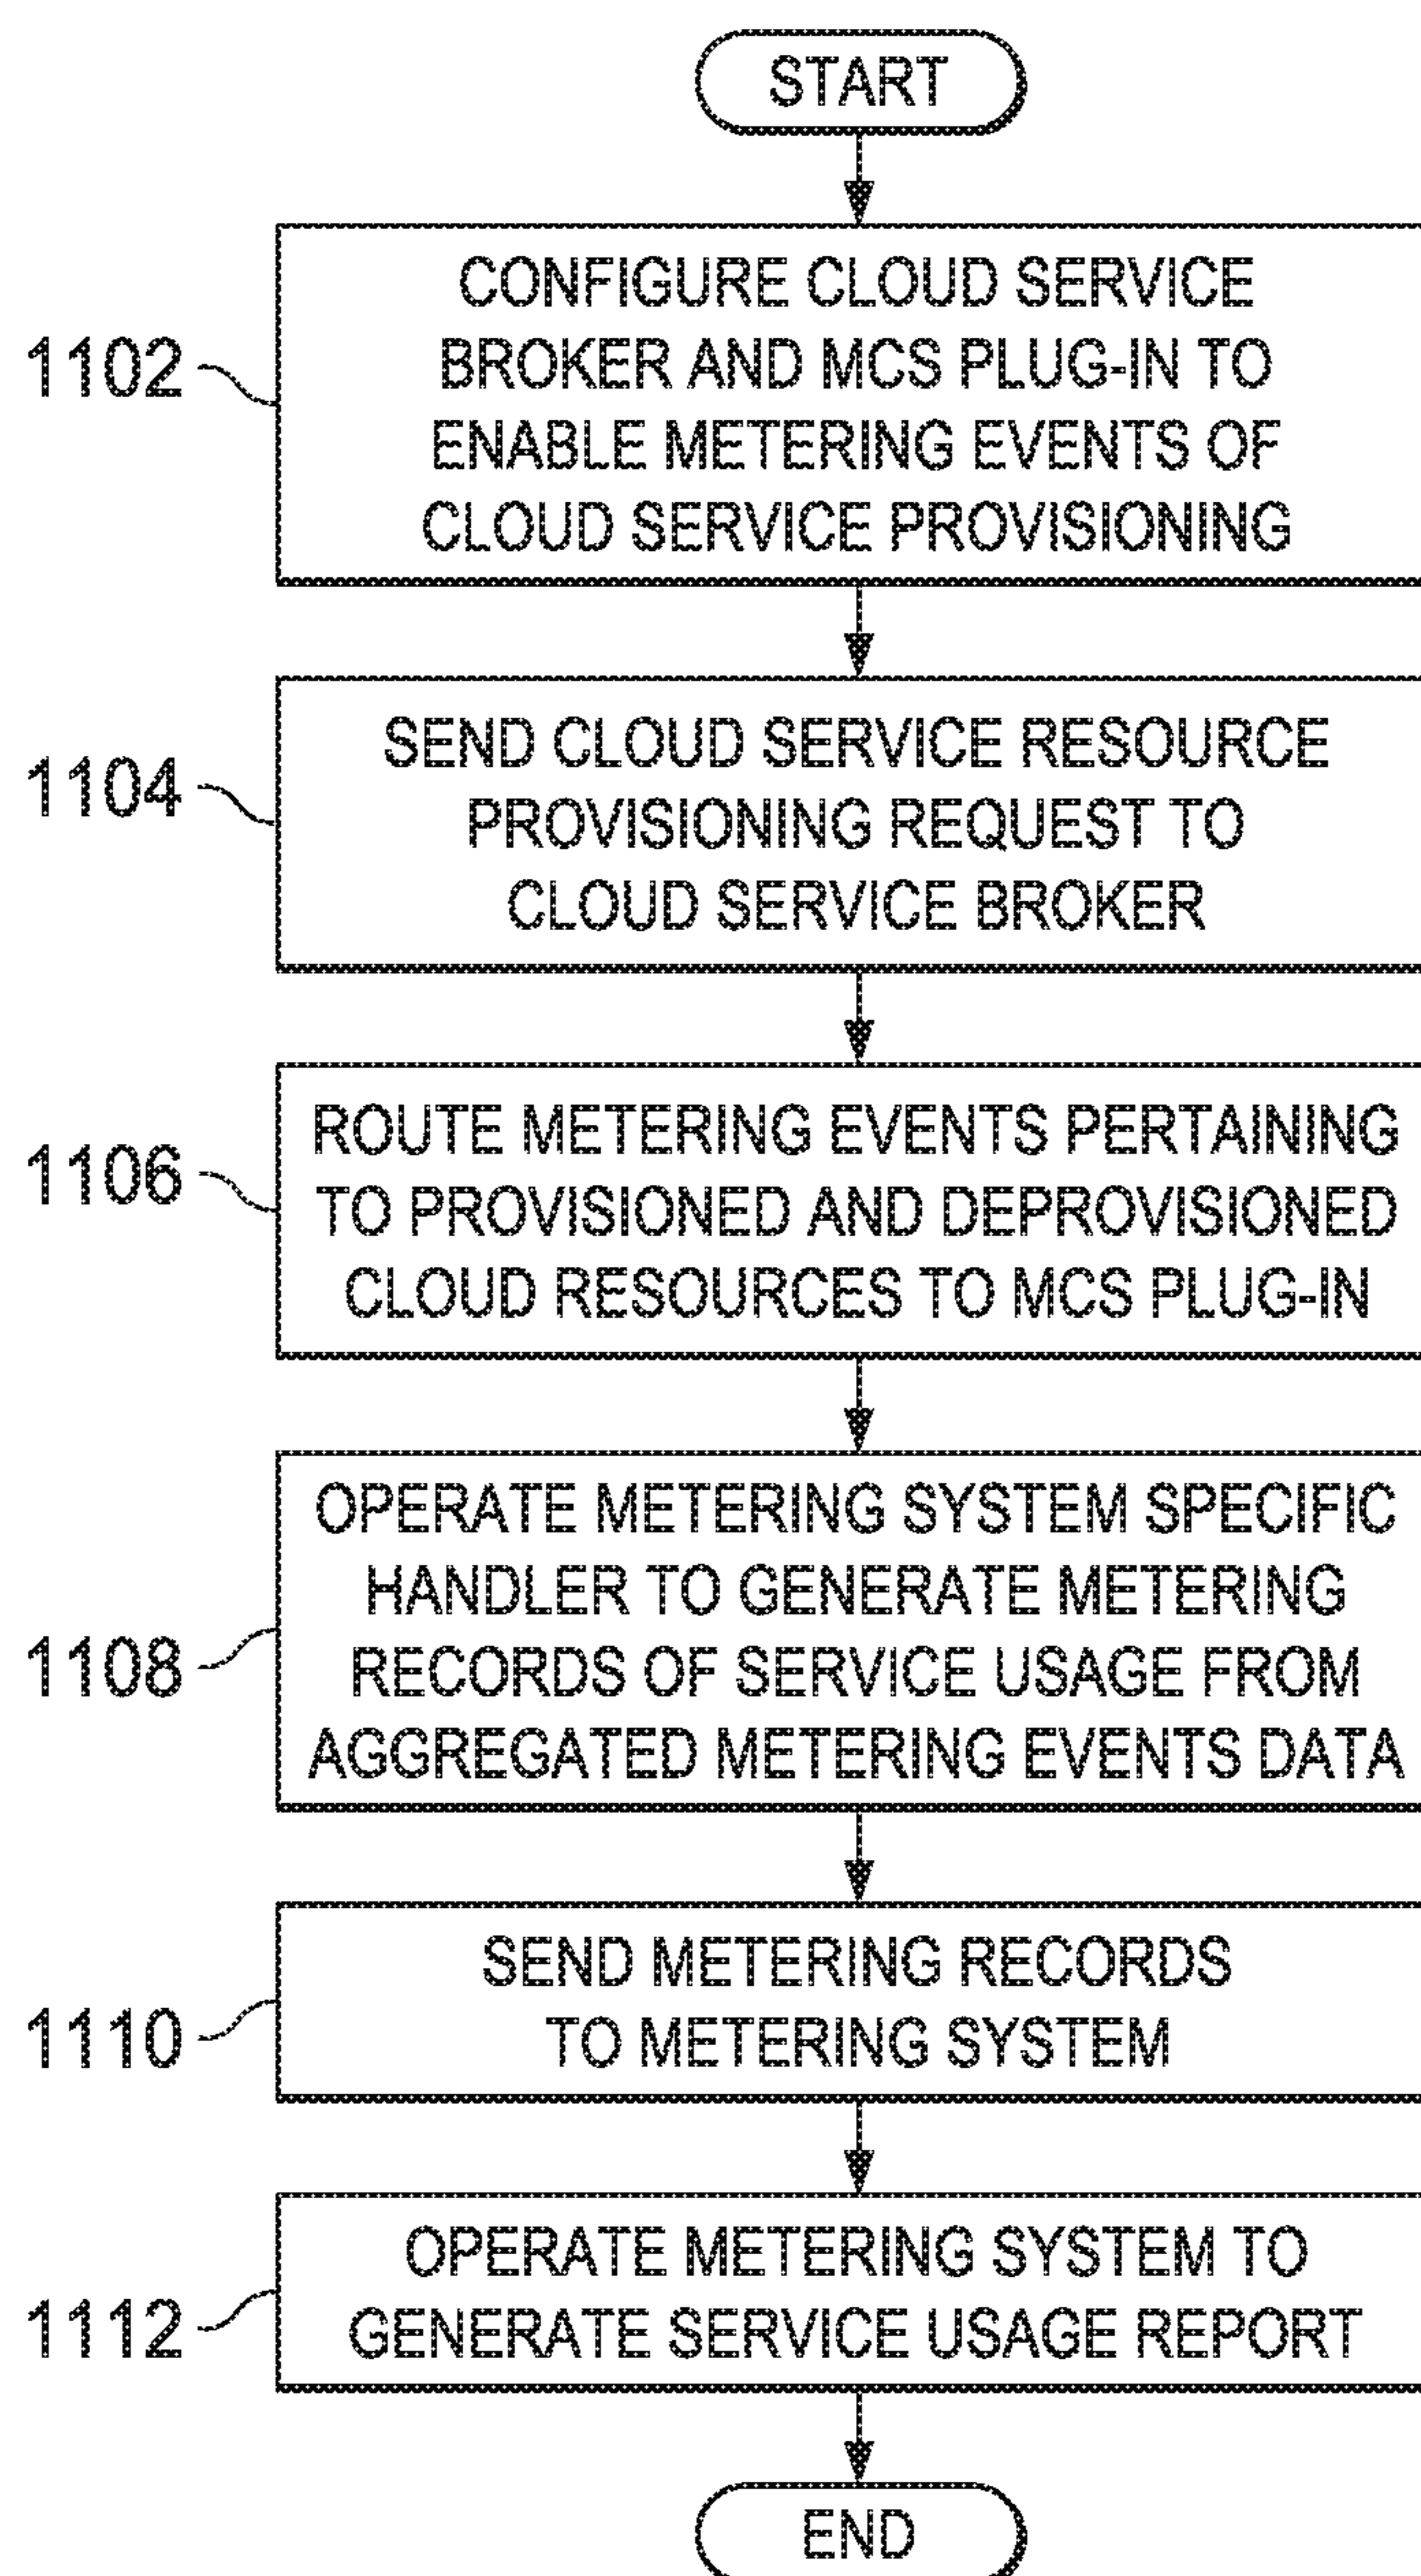 START
CONFIGURE CLOUD SERVICE
BROKER AND MCS PLUG-IN TO
ENABLE METERING EVENTS OF
CLOUD SERVICE PROVISIONING
1102
SEND CLOUD SERVICE RESOURCE
PROVISIONING REQUEST TO
CLOUD SERVICE BROKER
1104
ROUTE METERING EVENTS PERTAINING
TO PROVISIONED AND DEPROVISIONED
CLOUD RESOURCES TO MCS PLUG-IN
1106
OPERATE METERING SYSTEM SPECIFIC
HANDLER TO GENERATE METERING
RECORDS OF SERVICE USAGE FROM
AGGREGATED METERING EVENTS DATA
1108
SEND METERING RECORDS
TO METERING SYSTEM
1110
OPERATE METERING SYSTEM TO
GENERATE SERVICE USAGE REPORT
1112
END